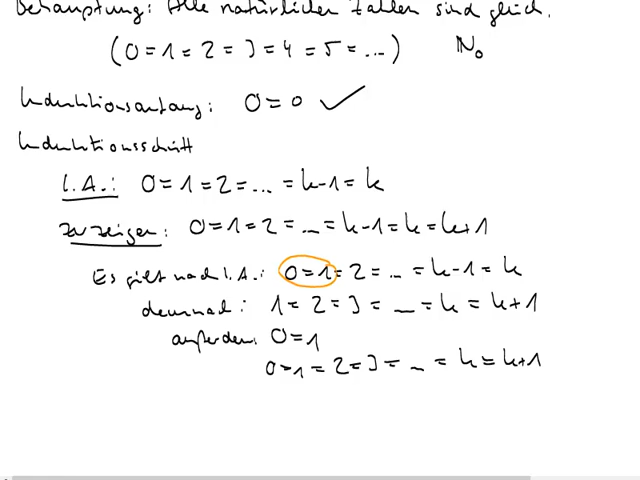 Behauptung: Alle natürlichen Zahlen sind gleich.
(0=1=2=3=4=5=...) ℕ₀
Induktionsanfang: 0=0 ✓
Induktionsschritt
I.A.: 0=1=2=...=k-1=k
zu zeigen: 0=1=2=...=k-1=k=k+1
Es gilt nach I.A.: 0=1=2=...=k-1=k
demnach: 1=2=3=...=k=k+1
außerdem: 0=1
0=1=2=3=...=k=k+1